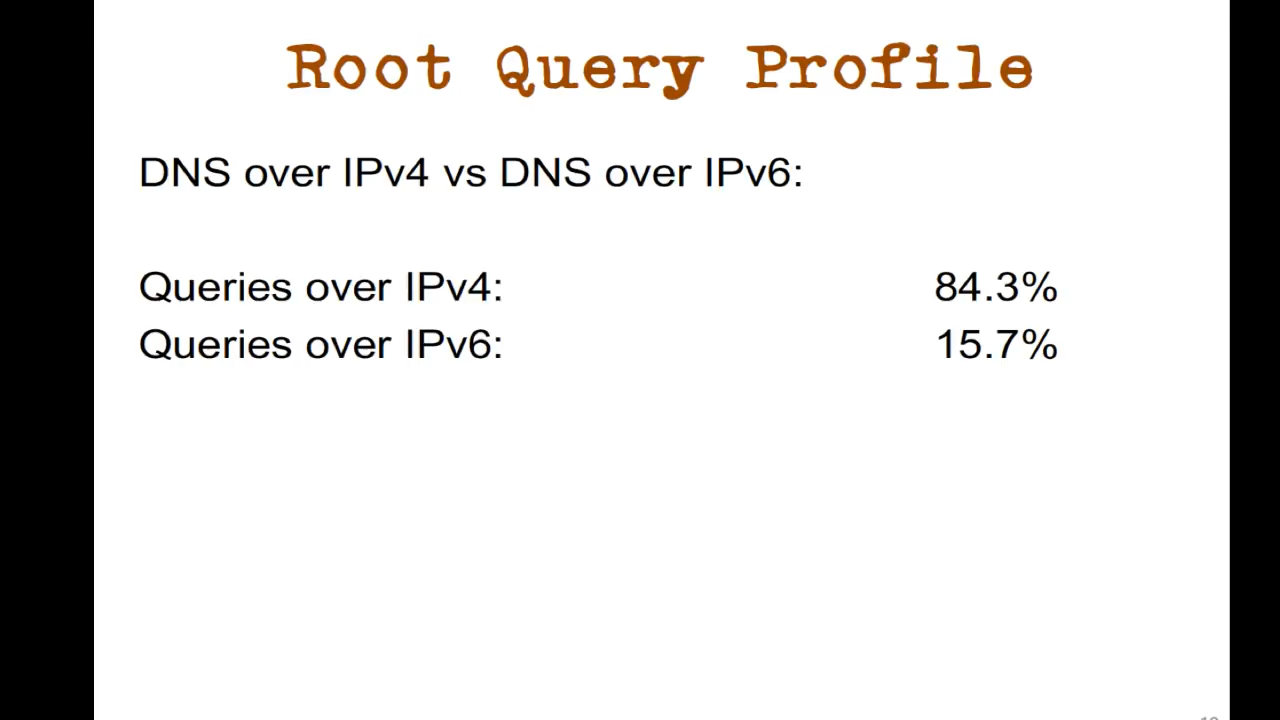 Root Query Profile
DNS over IPv4 vs DNS over IPv6:
Queries over IPv4: 84.3%
Queries over IPv6: 15.7%